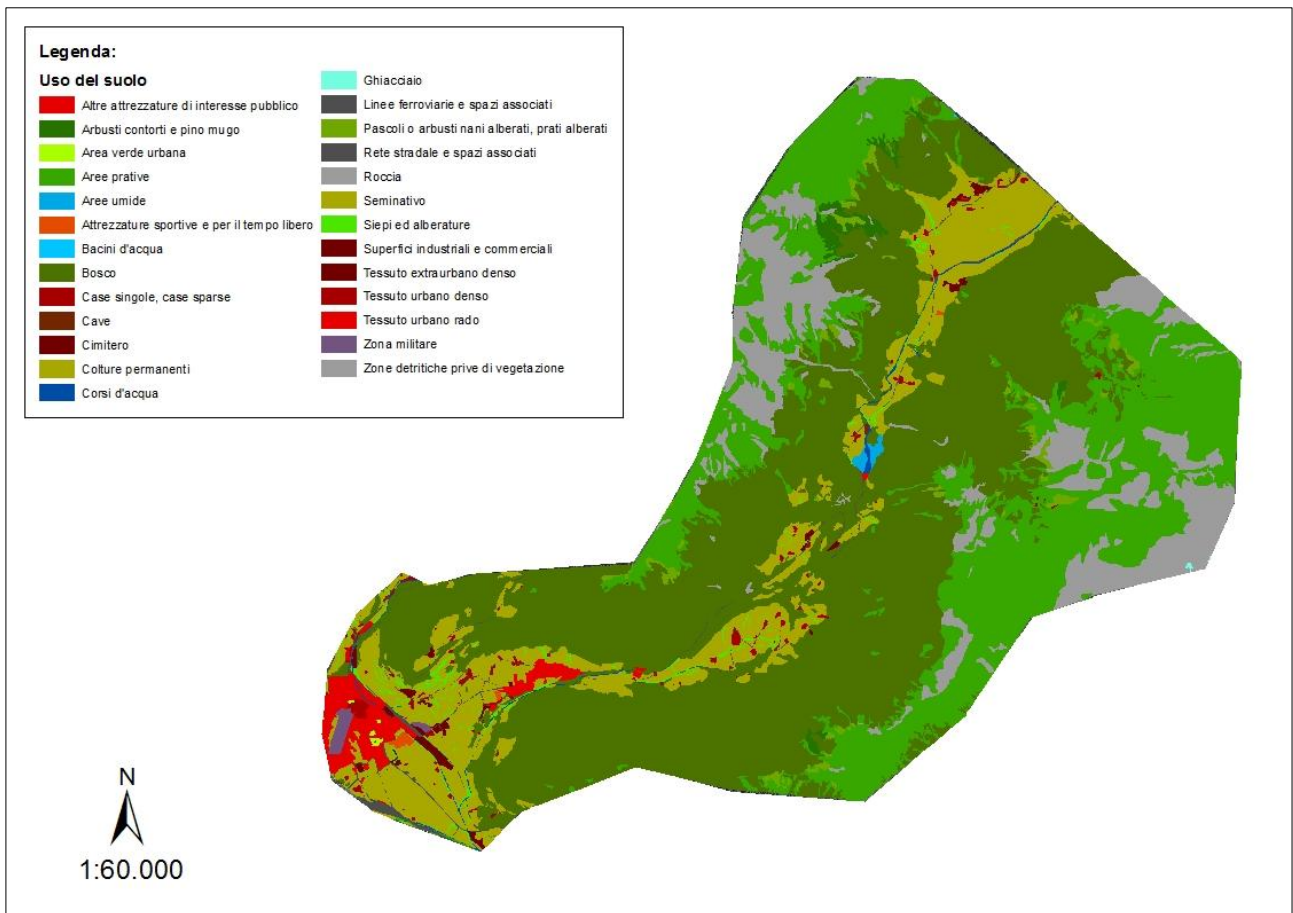 Legenda:
Uso del suolo
Altre attrezzature di interesse pubblico
Arbusti contorti e pino mugo
Area verde urbana
Aree prative
Aree umide
Attrezzature sportive e per il tempo libero
Bacini d'acqua
Bosco
Case singole, case sparse
Cave
Cimitero
Colture permanenti
Corsi d'acqua
Ghiacciaio
Linee ferroviarie e spazi associati
Pascoli o arbusti nani alberati, prati alberati
Rete stradale e spazi associati
Roccia
Seminativo
Siepi ed alberature
Superfici industriali e commerciali
Tessuto extraurbano denso
Tessuto urbano denso
Tessuto urbano rado
Zona militare
Zone detritiche prive di vegetazione
N
1:60.000